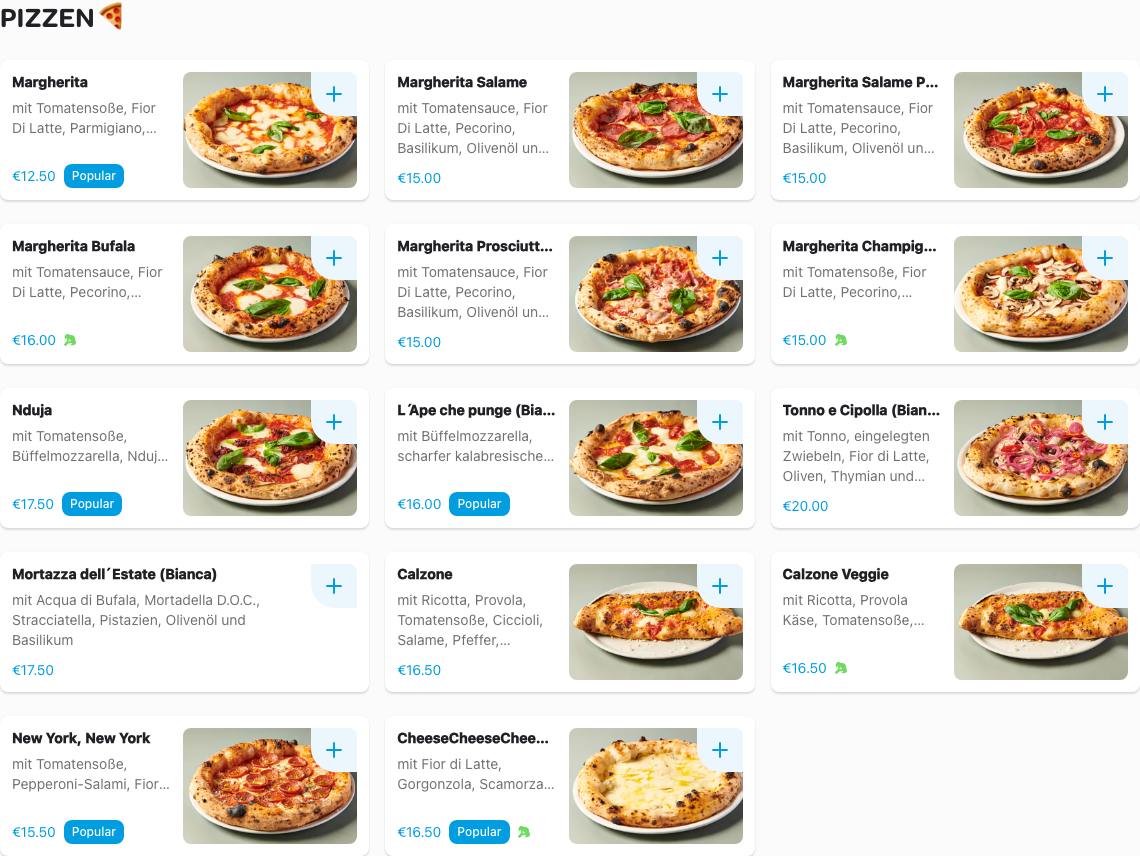 PIZZEN
Margherita
mit Tomatensoße, Fior
Di Latte, Parmigiano,...
€12.50 Popular
Margherita Salame
mit Tomatensauce, Fior
Di Latte, Pecorino,
Basilikum, Olivenöl un...
€15.00
Margherita Salame P...
mit Tomatensauce, Fior
Di Latte, Pecorino,
Basilikum, Olivenöl un...
€15.00
Margherita Bufala
mit Tomatensauce, Fior
Di Latte, Pecorino,...
€16.00
Margherita Prosciutt...
mit Tomatensauce, Fior
Di Latte, Pecorino,
Basilikum, Olivenöl un...
€15.00
Margherita Champig...
mit Tomatensoße, Fior
Di Latte, Pecorino,...
€15.00
Nduja
mit Tomatensoße,
Büffelmozzarella, Nduj...
€17.50 Popular
L´Ape che punge (Bia...
mit Büffelmozzarella,
scharfer kalabresische...
€16.00 Popular
Tonno e Cipolla (Bian...
mit Tonno, eingelegten
Zwiebeln, Fior di Latte,
Oliven, Thymian und...
€20.00
Mortazza dell´Estate (Bianca)
mit Acqua di Bufala, Mortadella D.O.C.,
Stracciatella, Pistazien, Olivenöl und
Basilikum
€17.50
Calzone
mit Ricotta, Provola,
Tomatensoße, Ciccioli,
Salame, Pfeffer,...
€16.50
Calzone Veggie
mit Ricotta, Provola
Käse, Tomatensoße,...
€16.50
New York, New York
mit Tomatensoße,
Pepperoni-Salami, Fior...
€15.50 Popular
CheeseCheeseChee...
mit Fior di Latte,
Gorgonzola, Scamorza...
€16.50 Popular